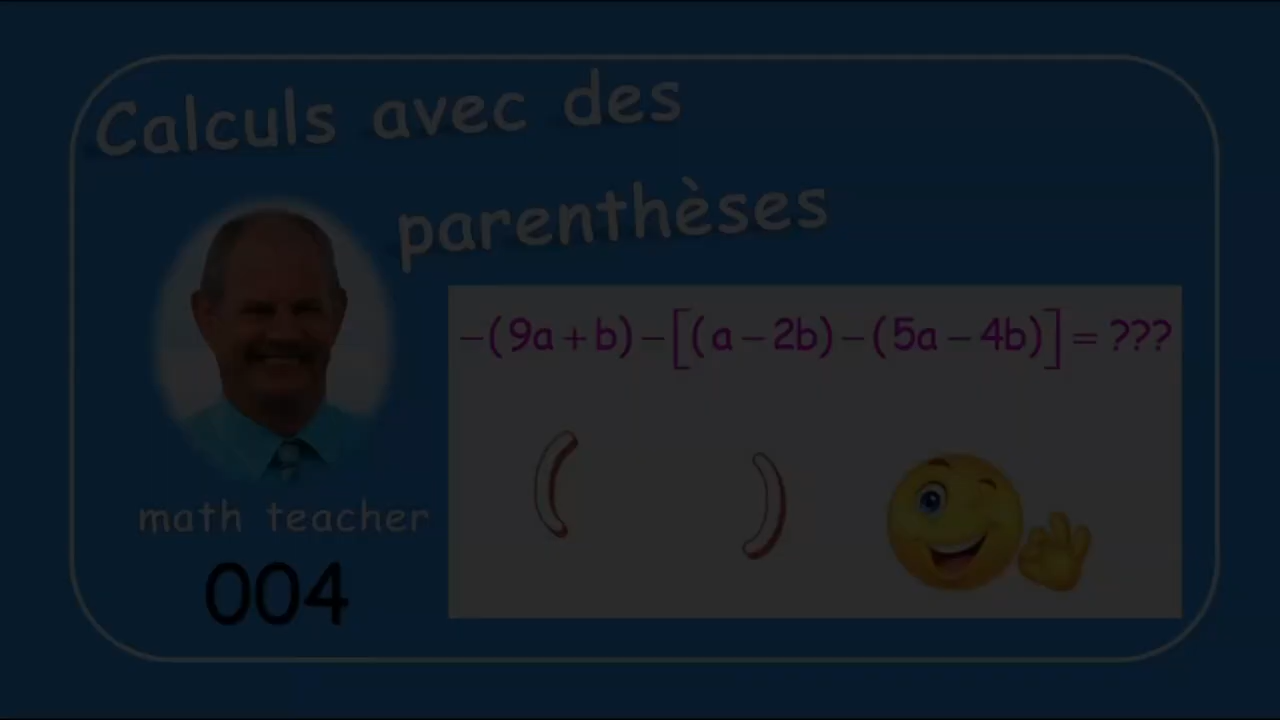 Calculs avec des
parenthèses
−(9a + b) − [(a − 2b) − (5a − 4b)] = ???
( )
math teacher
004